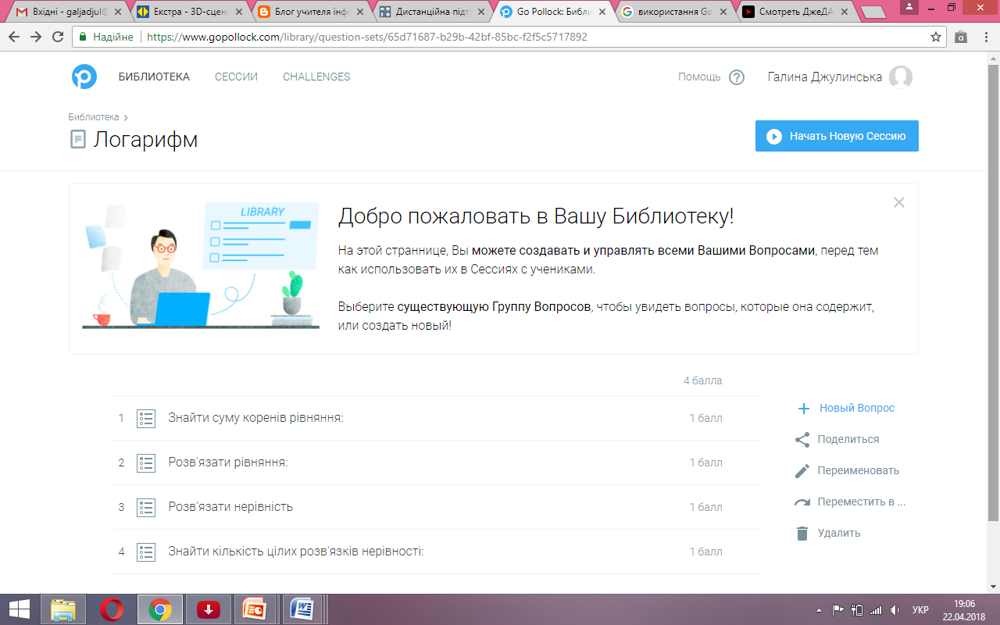 Вхідні - galjadjul@
Екстра - 3D-сцен
Блог учителя інфо
Дистанційна підт
Go Pollock: Библи
використання Go
Смотреть ДжеДА
Надійне https://www.gopollock.com/library/question-sets/65d71687-b29b-42bf-85bc-f2f5c5717892
БИБЛИОТЕКА СЕССИИ CHALLENGES Помощь ? Галина Джулинська
Библиотека
Логарифм
Начать Новую Сессию
LIBRARY
Добро пожаловать в Вашу Библиотеку!
На этой страннице, Вы можете создавать и управлять всеми Вашими Вопросами, перед тем
как использовать их в Сессиях с учениками.
Выберите существующую Группу Вопросов, чтобы увидеть вопросы, которые она содержит,
или создать новый!
4 балла
1 Знайти суму коренів рівняння: 1 балл
2 Розв'язати рівняння: 1 балл
3 Розв'язати нерівність 1 балл
4 Знайти кількість цілих розв'язків нерівності: 1 балл
Новый Вопрос
Поделиться
Переименовать
Переместить в ...
Удалить
УКР
19:06
22.04.2018